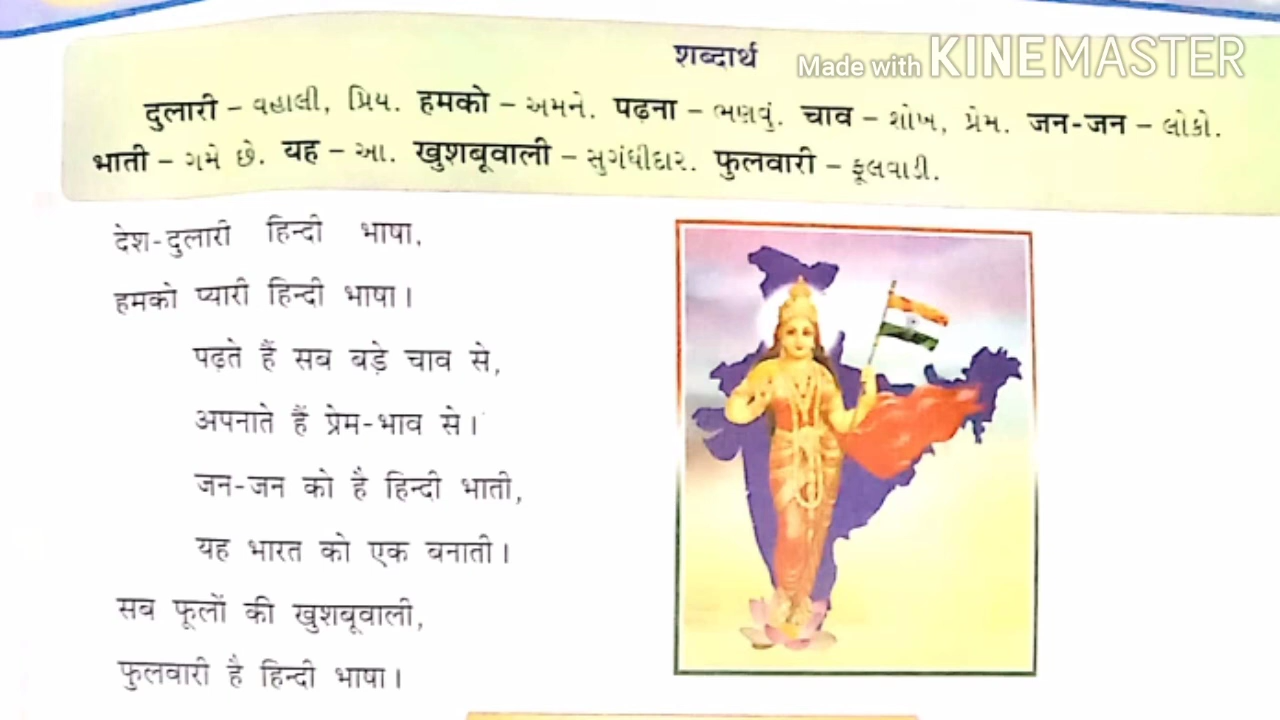 शब्दार्थ
Made with KINEMASTER
दुलारी – વહાલી, પ્રિય. हमको – અમને. पढ़ना – ભણવું. चाव – શોખ, પ્રેમ. जन-जन – લોકો.
भाती – ગમે છે. यह – આ. खुशबूवाली – સુગંધીદાર. फुलवारी – ફૂલવાડી.
देश-दुलारी हिन्दी भाषा,
हमको प्यारी हिन्दी भाषा।
पढ़ते हैं सब बड़े चाव से,
अपनाते हैं प्रेम-भाव से।
जन-जन को है हिन्दी भाती,
यह भारत को एक बनाती।
सब फूलों की खुशबूवाली,
फुलवारी है हिन्दी भाषा।